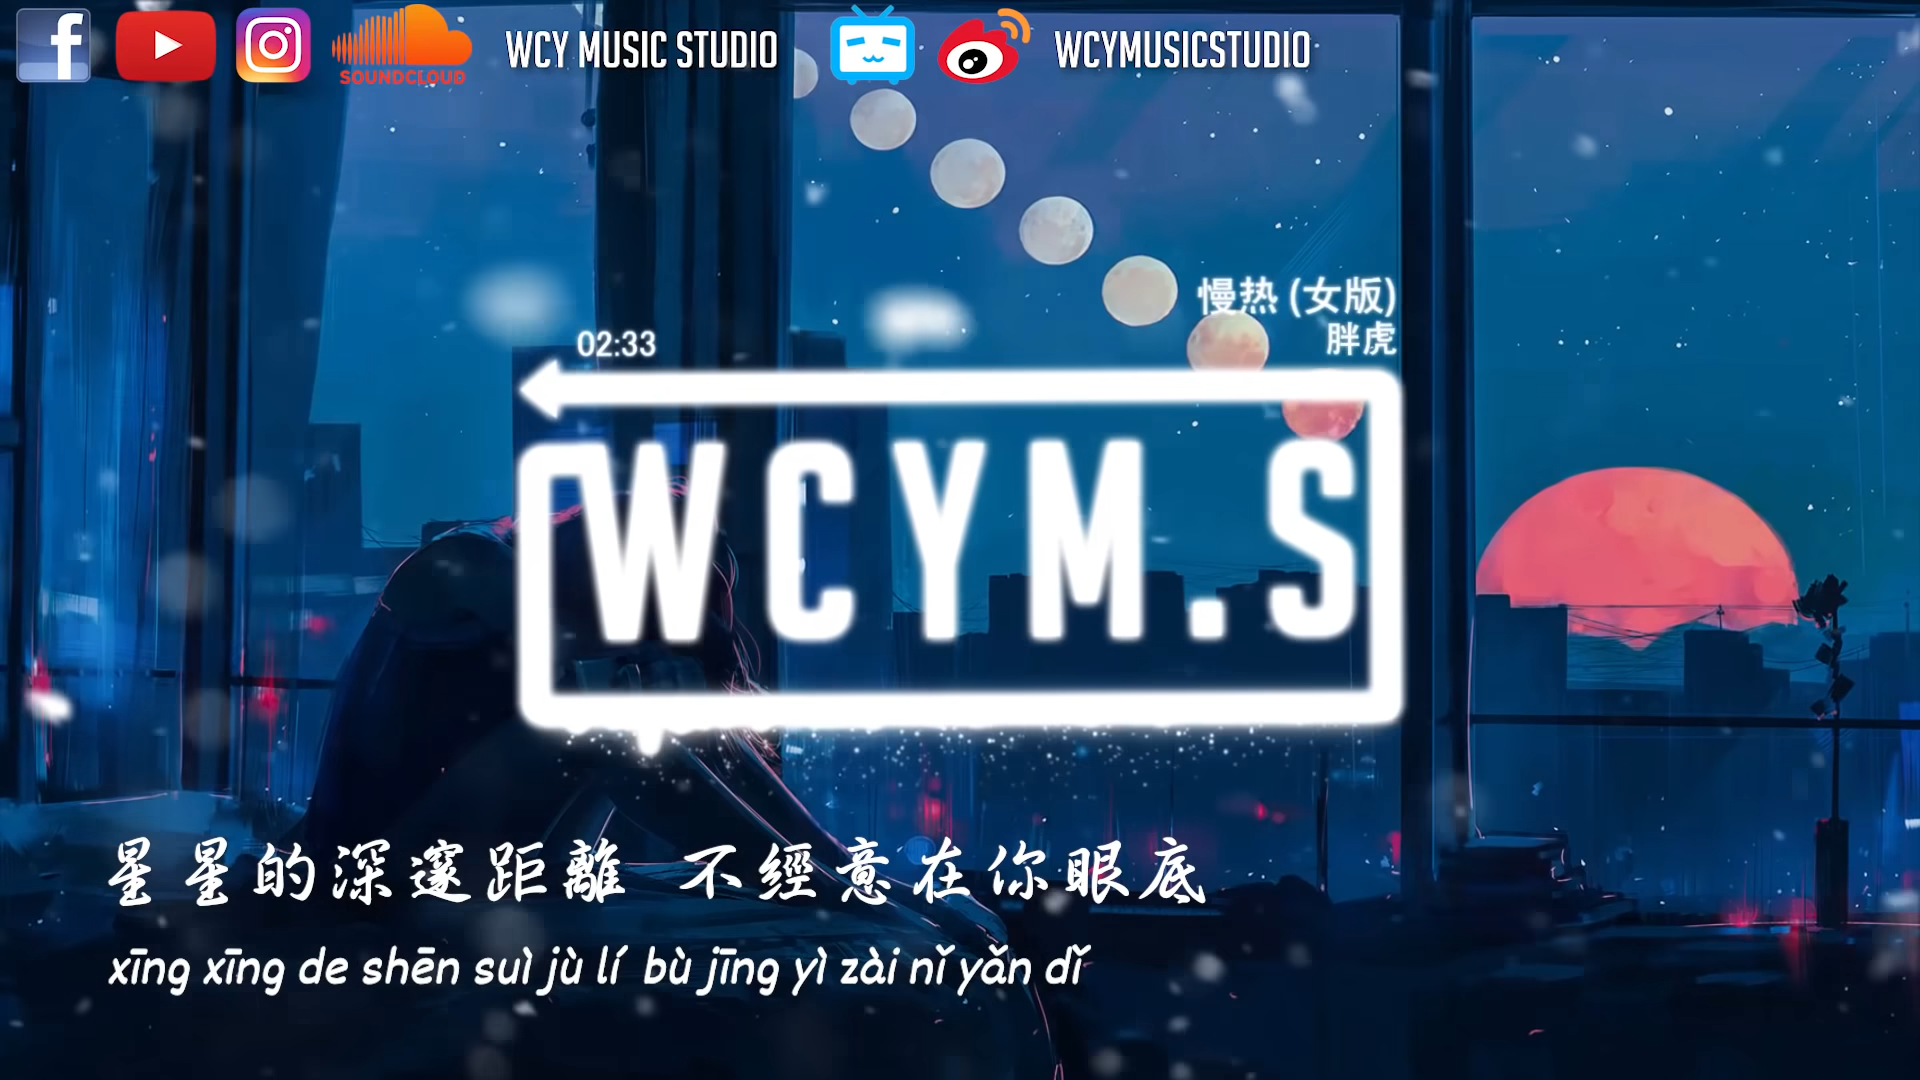 f
SOUNDCLOUD
WCY MUSIC STUDIO
WCYMUSICSTUDIO
慢热 (女版)
胖虎
02:33
WCYM.S
星星的深邃距離 不經意在你眼底
xīng xīng de shēn suì jù lí bù jīng yì zài nǐ yǎn dǐ